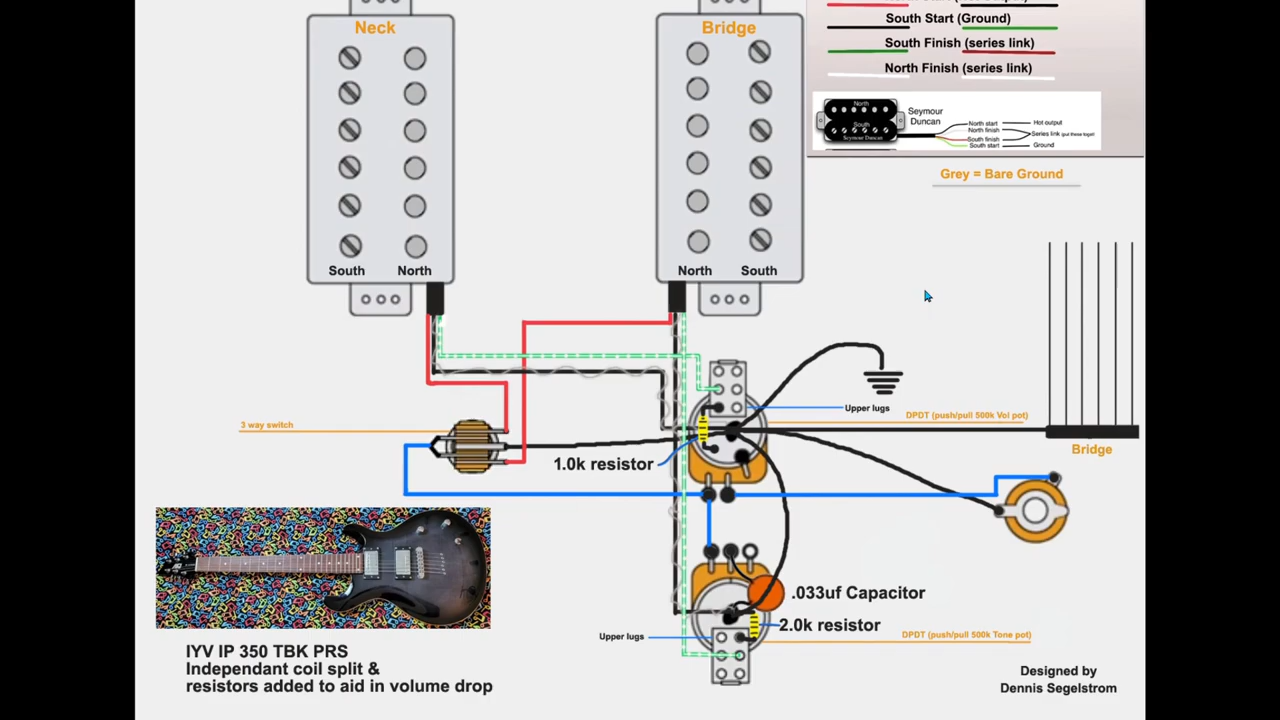 Neck
Bridge
South Start (Ground)
South Finish (series link)
North Finish (series link)
North
South
Seymour Duncan
Seymour
Duncan
North start
North finish
South finish
South start
Hot output
Series link
Ground
Grey = Bare Ground
South North
North South
Upper lugs
DPDT (push/pull 500k Vol pot)
3 way switch
1.0k resistor
Bridge
.033uf Capacitor
2.0k resistor
Upper lugs
DPDT (push/pull 500k Tone pot)
IYV IP 350 TBK PRS
Independant coil split &
resistors added to aid in volume drop
Designed by
Dennis Segelstrom